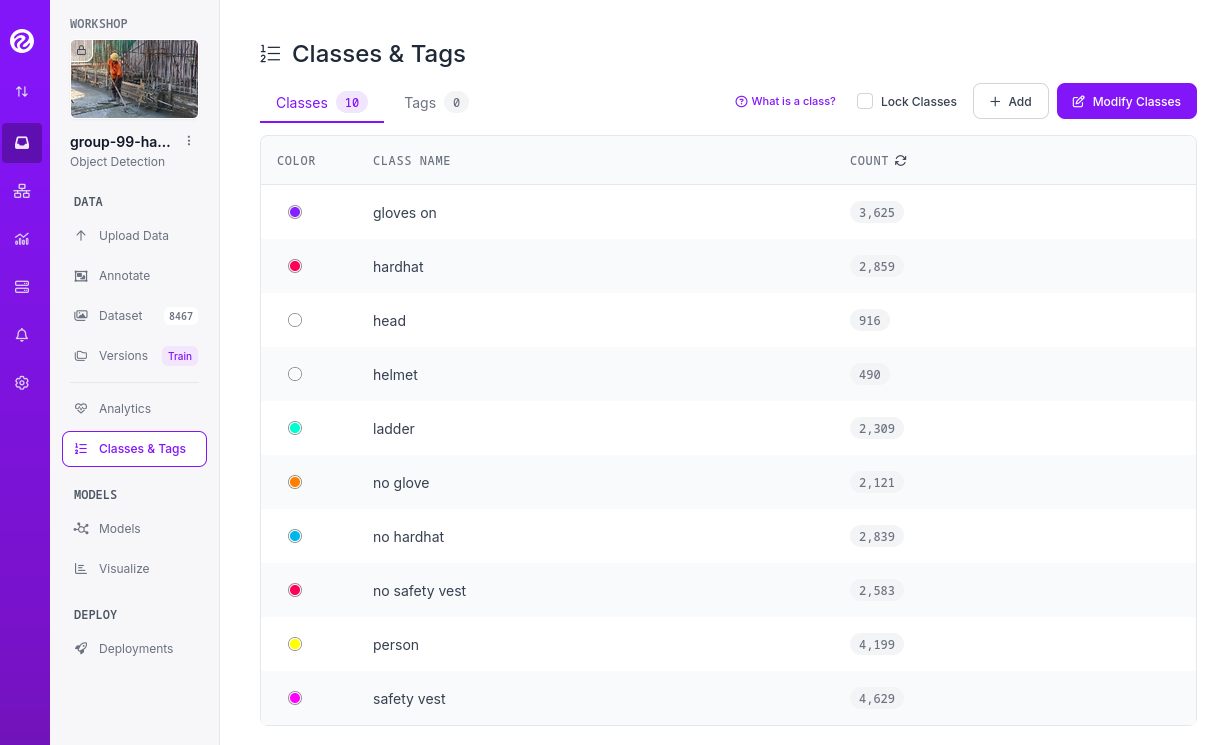 WORKSHOP
group-99-ha...
Object Detection
DATA
Upload Data
Annotate
Dataset 8467
Versions Train
Analytics
Classes & Tags
MODELS
Models
Visualize
DEPLOY
Deployments
Classes & Tags
Classes 10 Tags 0 What is a class? Lock Classes Add Modify Classes
COLOR CLASS NAME COUNT
gloves on 3,625
hardhat 2,859
head 916
helmet 490
ladder 2,309
no glove 2,121
no hardhat 2,839
no safety vest 2,583
person 4,199
safety vest 4,629